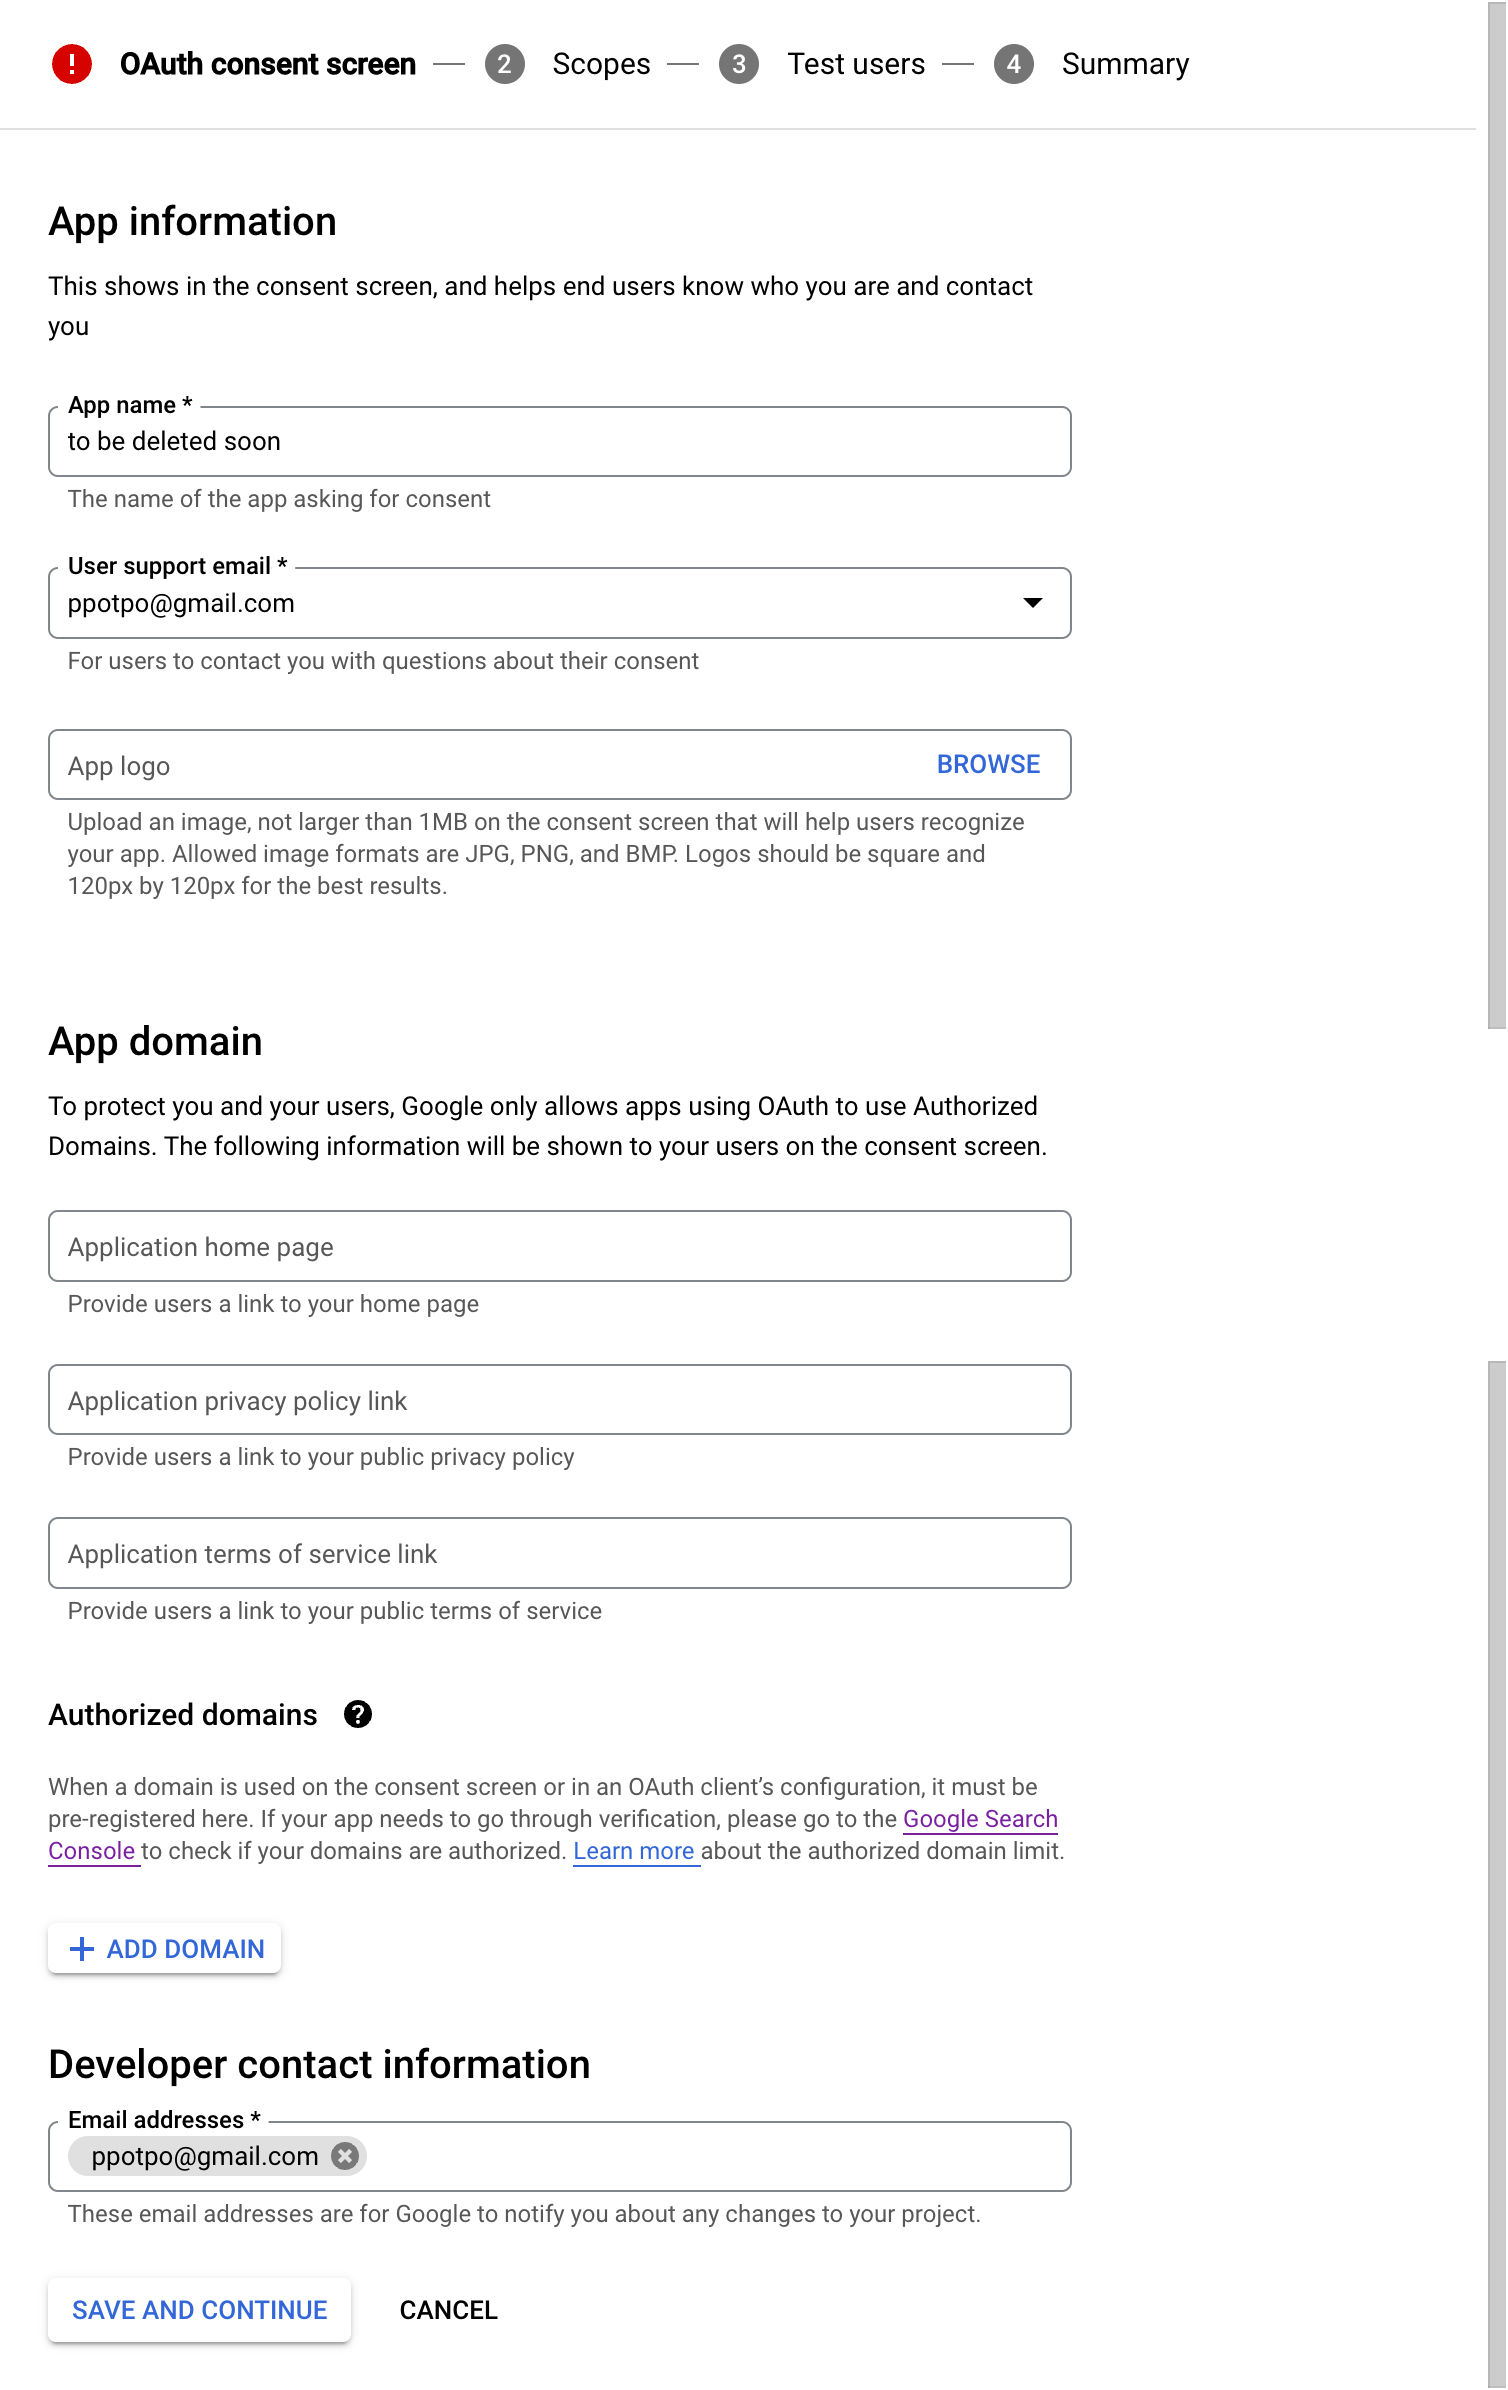 ! OAuth consent screen — 2 Scopes — 3 Test users — 4 Summary
App information
This shows in the consent screen, and helps end users know who you are and contact
you
App name *
to be deleted soon
The name of the app asking for consent
User support email *
ppotpo@gmail.com
For users to contact you with questions about their consent
App logo BROWSE
Upload an image, not larger than 1MB on the consent screen that will help users recognize
your app. Allowed image formats are JPG, PNG, and BMP. Logos should be square and
120px by 120px for the best results.
App domain
To protect you and your users, Google only allows apps using OAuth to use Authorized
Domains. The following information will be shown to your users on the consent screen.
Application home page
Provide users a link to your home page
Application privacy policy link
Provide users a link to your public privacy policy
Application terms of service link
Provide users a link to your public terms of service
Authorized domains ?
When a domain is used on the consent screen or in an OAuth client’s configuration, it must be
pre-registered here. If your app needs to go through verification, please go to the Google Search
Console to check if your domains are authorized. Learn more about the authorized domain limit.
+ ADD DOMAIN
Developer contact information
Email addresses *
ppotpo@gmail.com
These email addresses are for Google to notify you about any changes to your project.
SAVE AND CONTINUE CANCEL